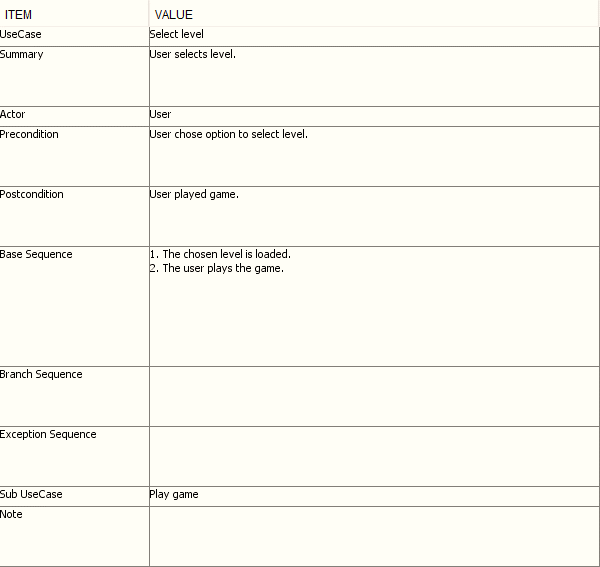 ITEM VALUE
UseCase Select level
Summary User selects level.
Actor User
Precondition User chose option to select level.
Postcondition User played game.
Base Sequence 1. The chosen level is loaded.
2. The user plays the game.
Branch Sequence
Exception Sequence
Sub UseCase Play game
Note